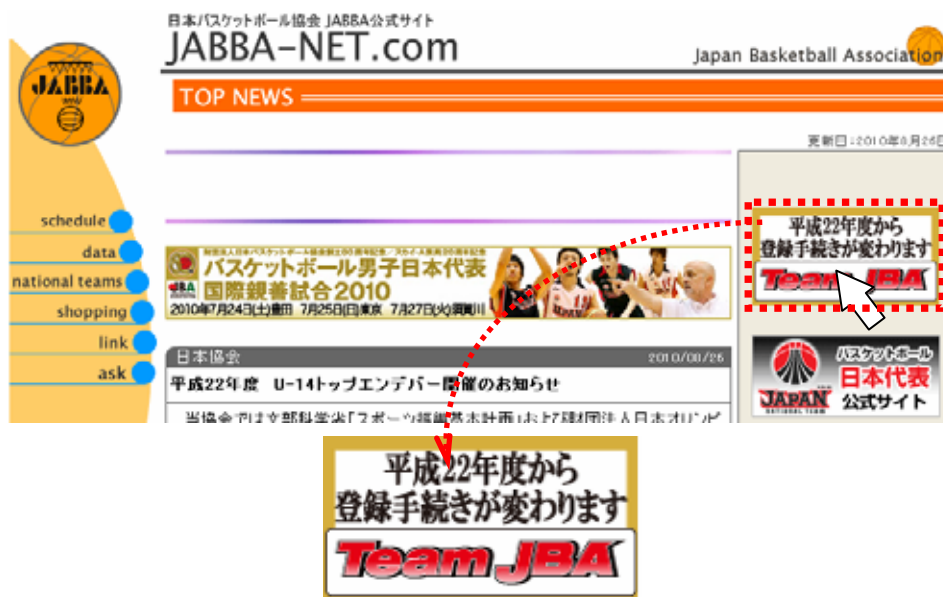 日本バスケットボール協会 JABBA公式サイト
JABBA-NET.com
Japan Basketball Association
JABBA
TOP NEWS
更新日:2010年8月26日
schedule
data
national teams
shopping
link
ask
平成22年度から
登録手続きが変わります
Team JBA
バスケットボール男子日本代表
国際親善試合2010
2010年7月24日(土)豊田 7月25日(日)東京 7月27日(火)須賀川
バスケットボール
日本代表
公式サイト
JAPAN
NATIONAL TEAM
日本協会
2010/08/26
平成22年度 U-14トップエンデバー開催のお知らせ
当協会では文部科学省「スポーツ振興基本計画」および財団法人日本オリンピ
平成22年度から
登録手続きが変わります
Team JBA